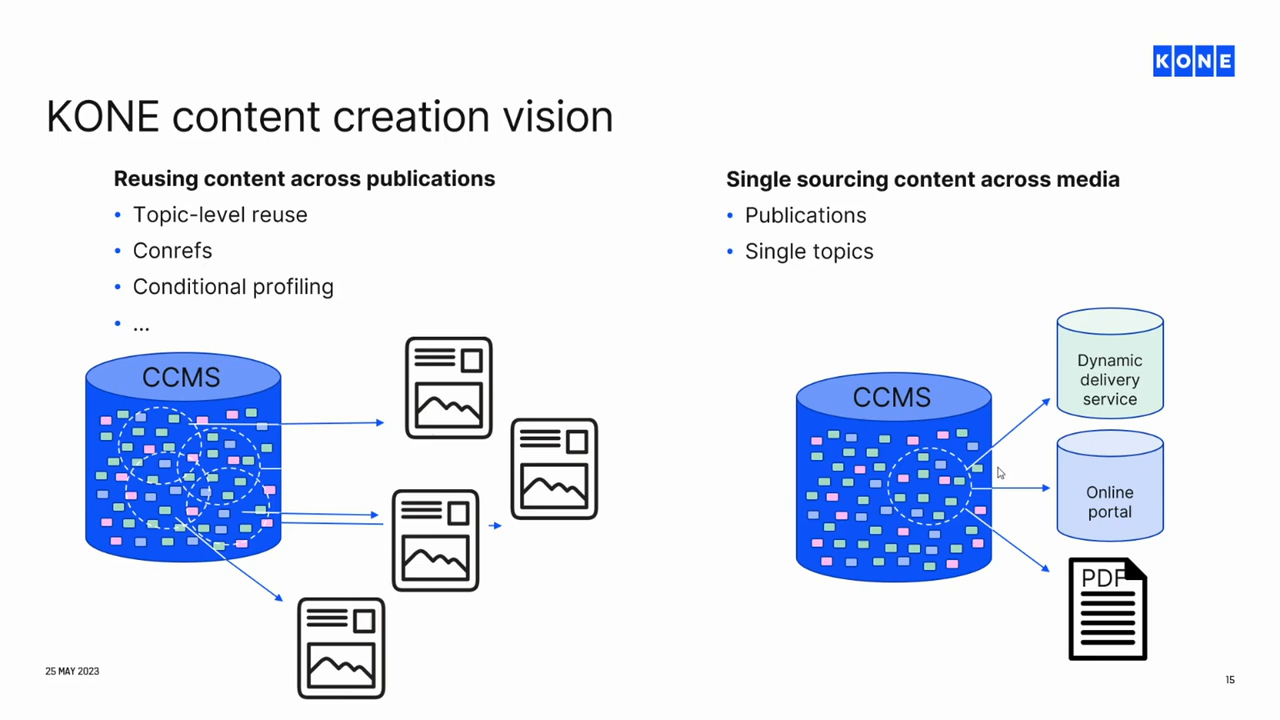 KONE
KONE content creation vision
Reusing content across publications
• Topic-level reuse
• Conrefs
• Conditional profiling
• ...
CCMS
Single sourcing content across media
• Publications
• Single topics
CCMS
Dynamic
delivery
service
Online
portal
PDF
25 MAY 2023
15